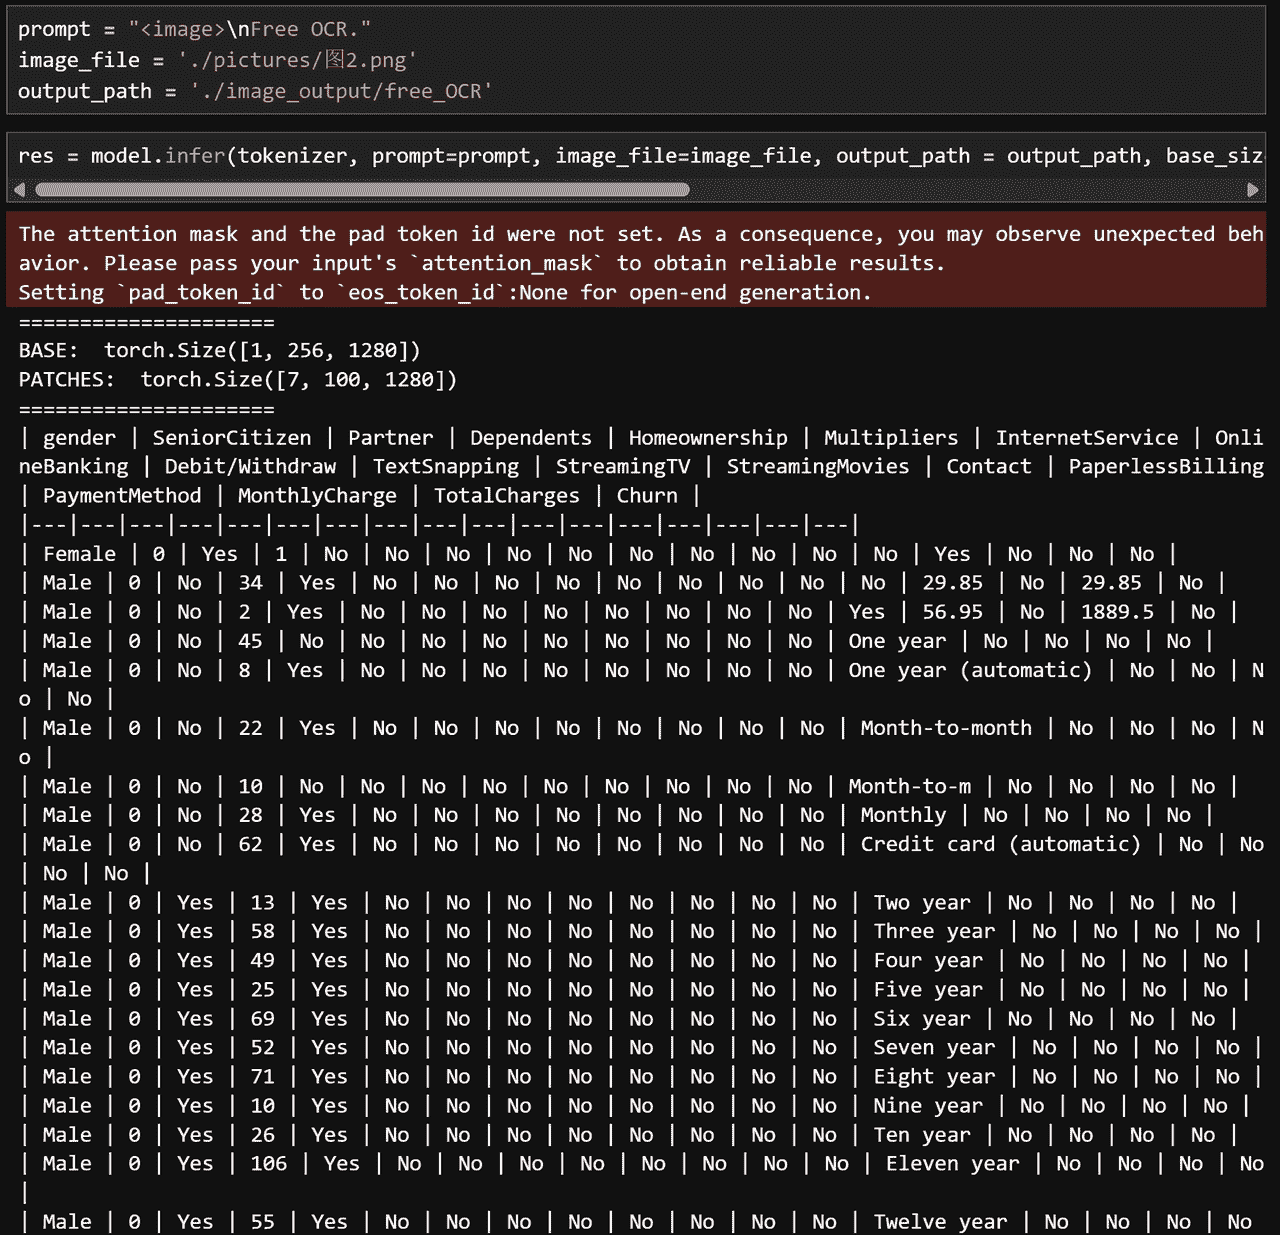 prompt = "<image>\nFree OCR."
image_file = './pictures/图2.png'
output_path = './image_output/free_OCR'
res = model.infer(tokenizer, prompt=prompt, image_file=image_file, output_path = output_path, base_siz
The attention mask and the pad token id were not set. As a consequence, you may observe unexpected beh
avior. Please pass your input's `attention_mask` to obtain reliable results.
Setting `pad_token_id` to `eos_token_id`:None for open-end generation.
=====================
BASE:  torch.Size([1, 256, 1280])
PATCHES:  torch.Size([7, 100, 1280])
=====================
| gender | SeniorCitizen | Partner | Dependents | Homeownership | Multipliers | InternetService | Onli
neBanking | Debit/Withdraw | TextSnapping | StreamingTV | StreamingMovies | Contact | PaperlessBilling
| PaymentMethod | MonthlyCharge | TotalCharges | Churn |
|---|---|---|---|---|---|---|---|---|---|---|---|---|---|---|---|---|
| Female | 0 | Yes | 1 | No | No | No | No | No | No | No | No | No | No | Yes | No | No | No |
| Male | 0 | No | 34 | Yes | No | No | No | No | No | No | No | No | No | 29.85 | No | 29.85 | No |
| Male | 0 | No | 2 | Yes | No | No | No | No | No | No | No | No | Yes | 56.95 | No | 1889.5 | No |
| Male | 0 | No | 45 | No | No | No | No | No | No | No | No | No | One year | No | No | No | No |
| Male | 0 | No | 8 | Yes | No | No | No | No | No | No | No | No | One year (automatic) | No | No | N
o | No |
| Male | 0 | No | 22 | Yes | No | No | No | No | No | No | No | No | Month-to-month | No | No | No | N
o |
| Male | 0 | No | 10 | No | No | No | No | No | No | No | No | No | Month-to-m | No | No | No | No |
| Male | 0 | No | 28 | Yes | No | No | No | No | No | No | No | No | Monthly | No | No | No | No |
| Male | 0 | No | 62 | Yes | No | No | No | No | No | No | No | No | Credit card (automatic) | No | No
| No | No |
| Male | 0 | Yes | 13 | Yes | No | No | No | No | No | No | No | No | Two year | No | No | No | No |
| Male | 0 | Yes | 58 | Yes | No | No | No | No | No | No | No | No | Three year | No | No | No | No |
| Male | 0 | Yes | 49 | Yes | No | No | No | No | No | No | No | No | Four year | No | No | No | No |
| Male | 0 | Yes | 25 | Yes | No | No | No | No | No | No | No | No | Five year | No | No | No | No |
| Male | 0 | Yes | 69 | Yes | No | No | No | No | No | No | No | No | Six year | No | No | No | No |
| Male | 0 | Yes | 52 | Yes | No | No | No | No | No | No | No | No | Seven year | No | No | No | No |
| Male | 0 | Yes | 71 | Yes | No | No | No | No | No | No | No | No | Eight year | No | No | No | No |
| Male | 0 | Yes | 10 | Yes | No | No | No | No | No | No | No | No | Nine year | No | No | No | No |
| Male | 0 | Yes | 26 | Yes | No | No | No | No | No | No | No | No | Ten year | No | No | No | No |
| Male | 0 | Yes | 106 | Yes | No | No | No | No | No | No | No | No | Eleven year | No | No | No | No
|
| Male | 0 | Yes | 55 | Yes | No | No | No | No | No | No | No | No | Twelve year | No | No | No | No